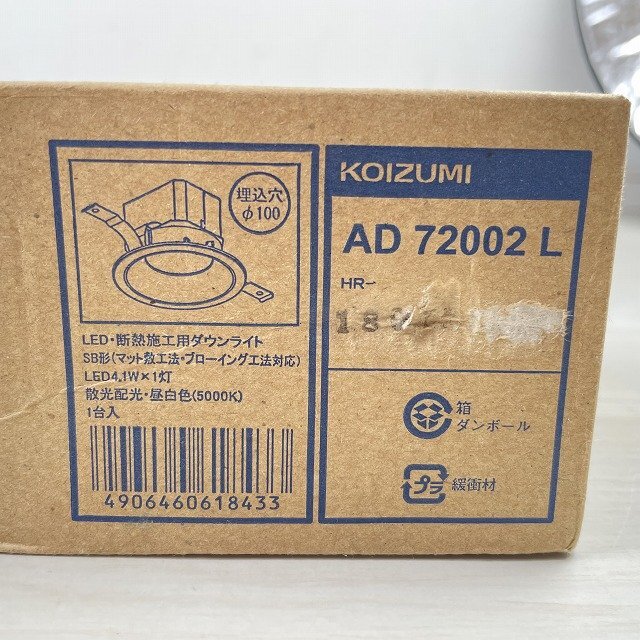 埋込穴
φ100
LED・断熱施工用ダウンライト
SB形(マット敷工法・ブローイング工法対応)
LED4.1W×1灯
散光配光・昼白色(5000K)
1台入
4906460618433
KOIZUMI
AD 72002 L
HR-
箱
ダンボール
プラ
緩衝材